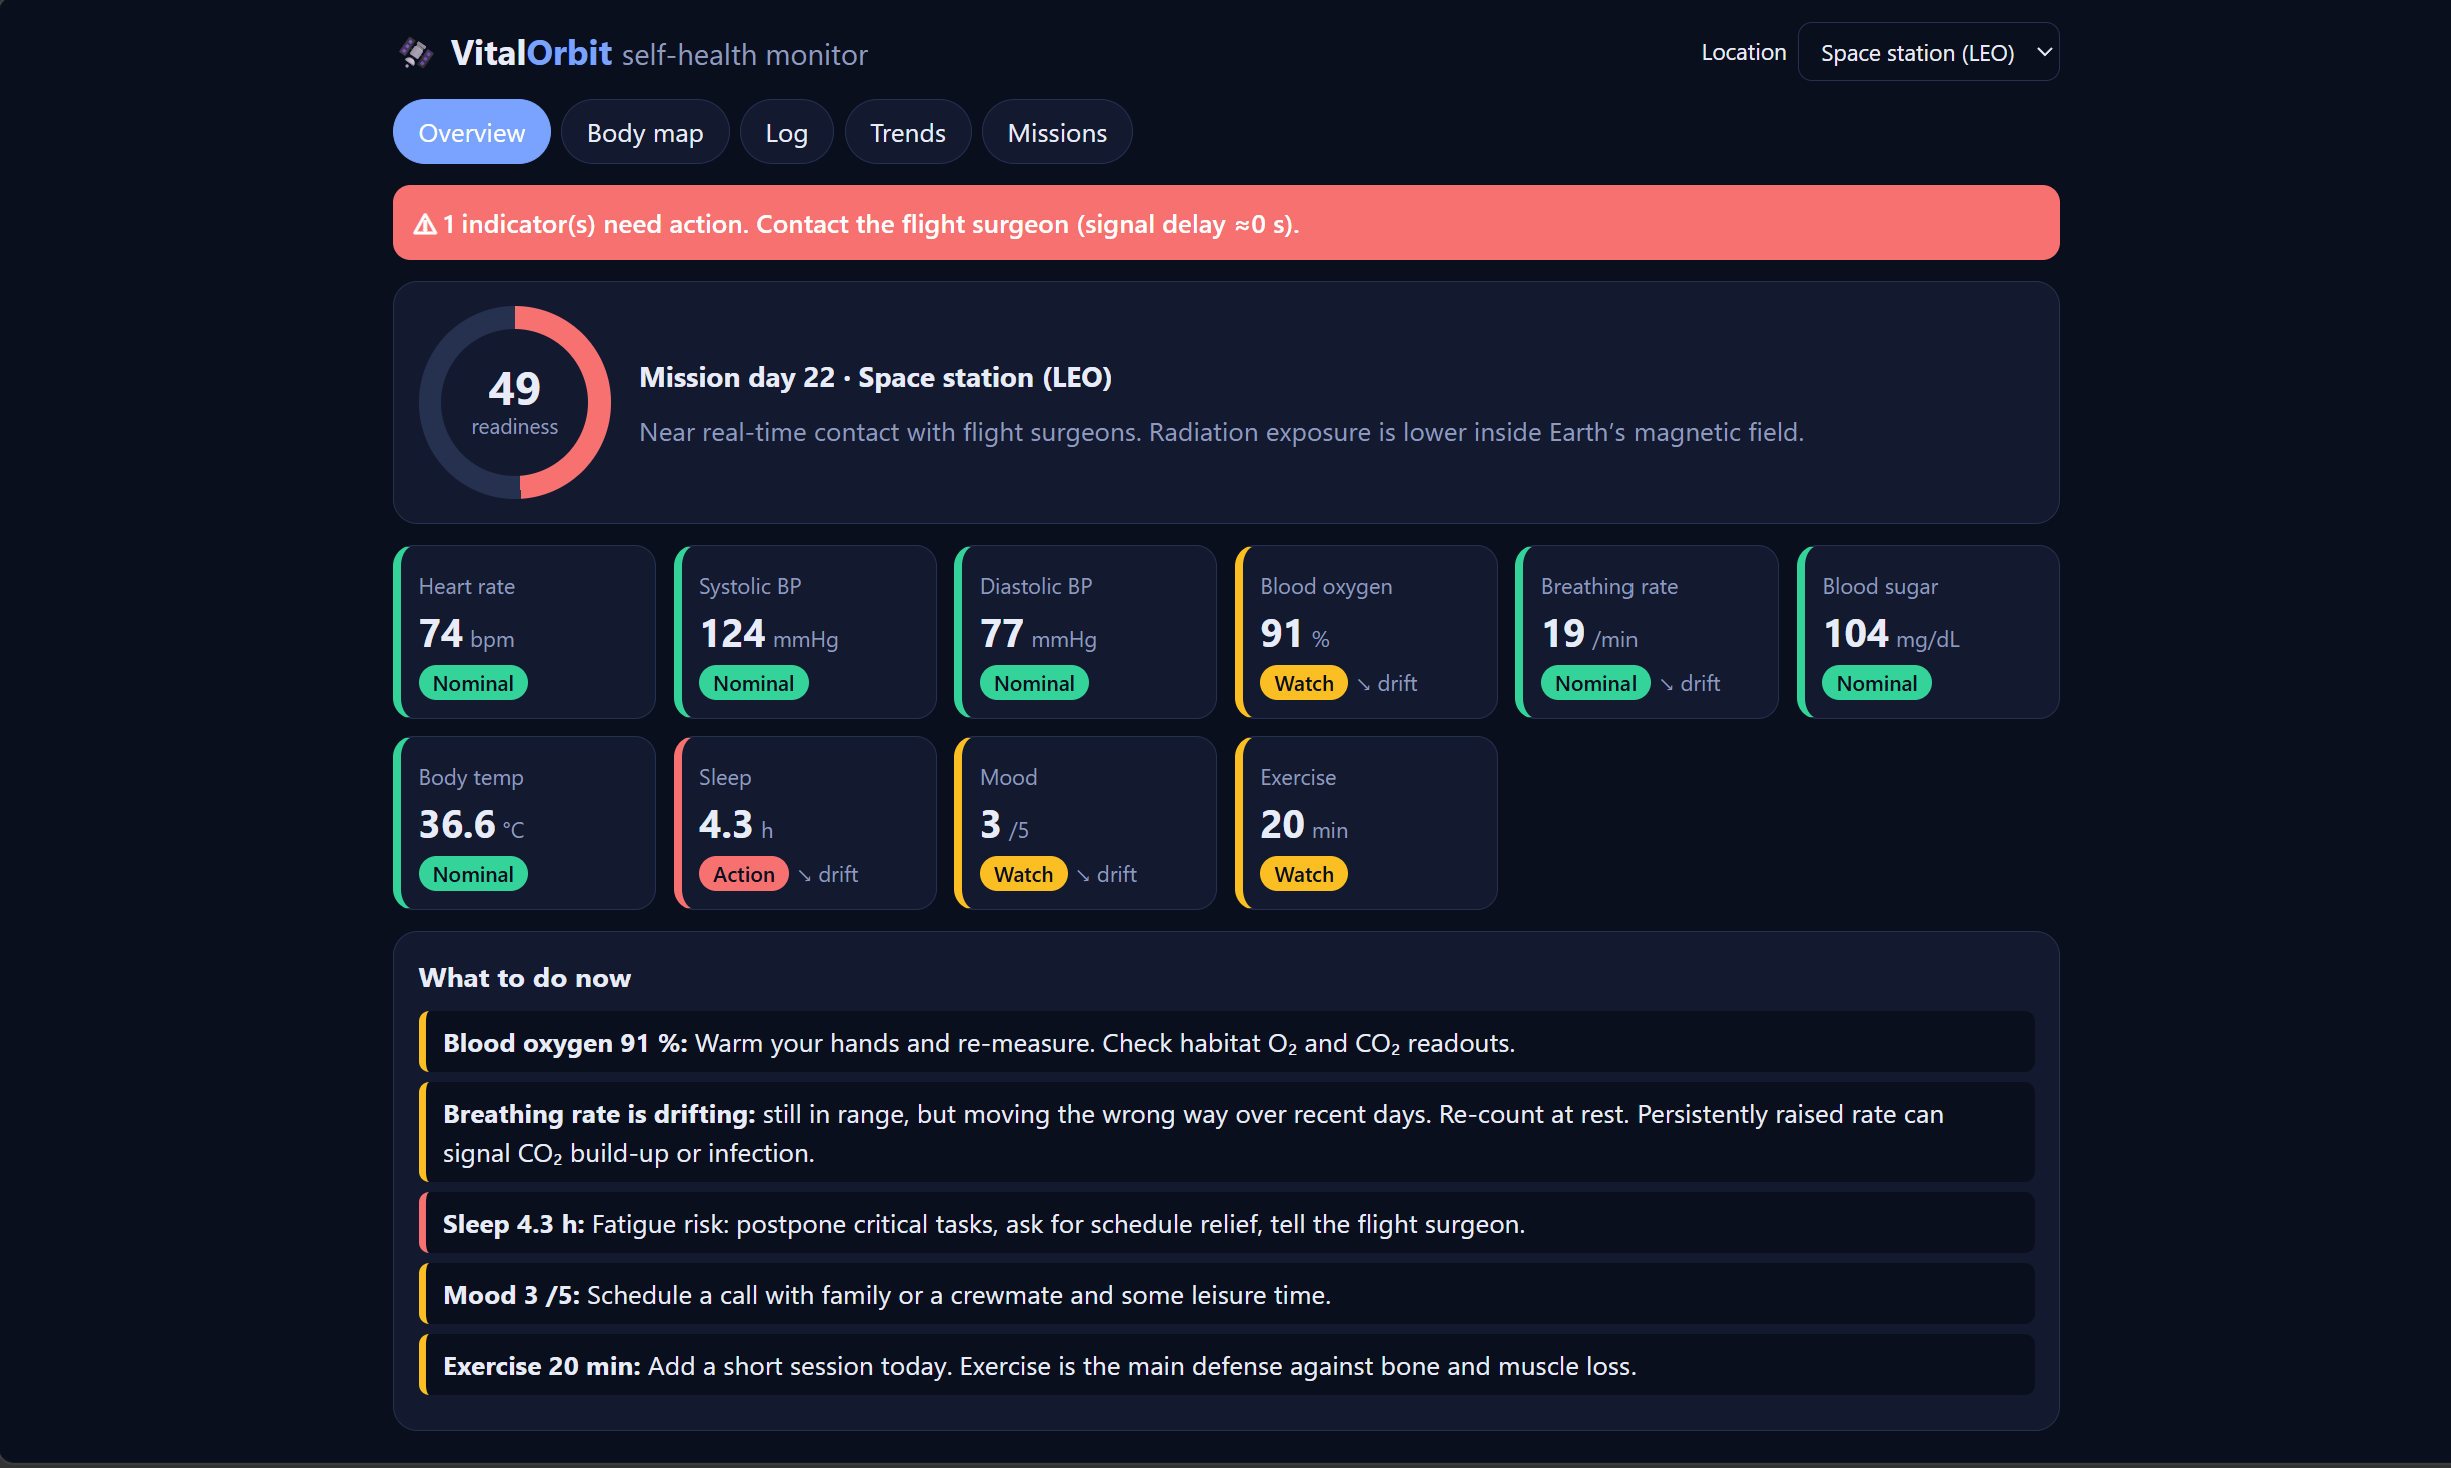 VitalOrbit self-health monitor
Location Space station (LEO)
Overview Body map Log Trends Missions
⚠ 1 indicator(s) need action. Contact the flight surgeon (signal delay ≈0 s).
49
readiness
Mission day 22 · Space station (LEO)
Near real-time contact with flight surgeons. Radiation exposure is lower inside Earth’s magnetic field.
Heart rate
74 bpm
Nominal
Systolic BP
124 mmHg
Nominal
Diastolic BP
77 mmHg
Nominal
Blood oxygen
91 %
Watch ↘ drift
Breathing rate
19 /min
Nominal ↘ drift
Blood sugar
104 mg/dL
Nominal
Body temp
36.6 °C
Nominal
Sleep
4.3 h
Action ↘ drift
Mood
3 /5
Watch ↘ drift
Exercise
20 min
Watch
What to do now
Blood oxygen 91 %: Warm your hands and re-measure. Check habitat O₂ and CO₂ readouts.
Breathing rate is drifting: still in range, but moving the wrong way over recent days. Re-count at rest. Persistently raised rate can
signal CO₂ build-up or infection.
Sleep 4.3 h: Fatigue risk: postpone critical tasks, ask for schedule relief, tell the flight surgeon.
Mood 3 /5: Schedule a call with family or a crewmate and some leisure time.
Exercise 20 min: Add a short session today. Exercise is the main defense against bone and muscle loss.